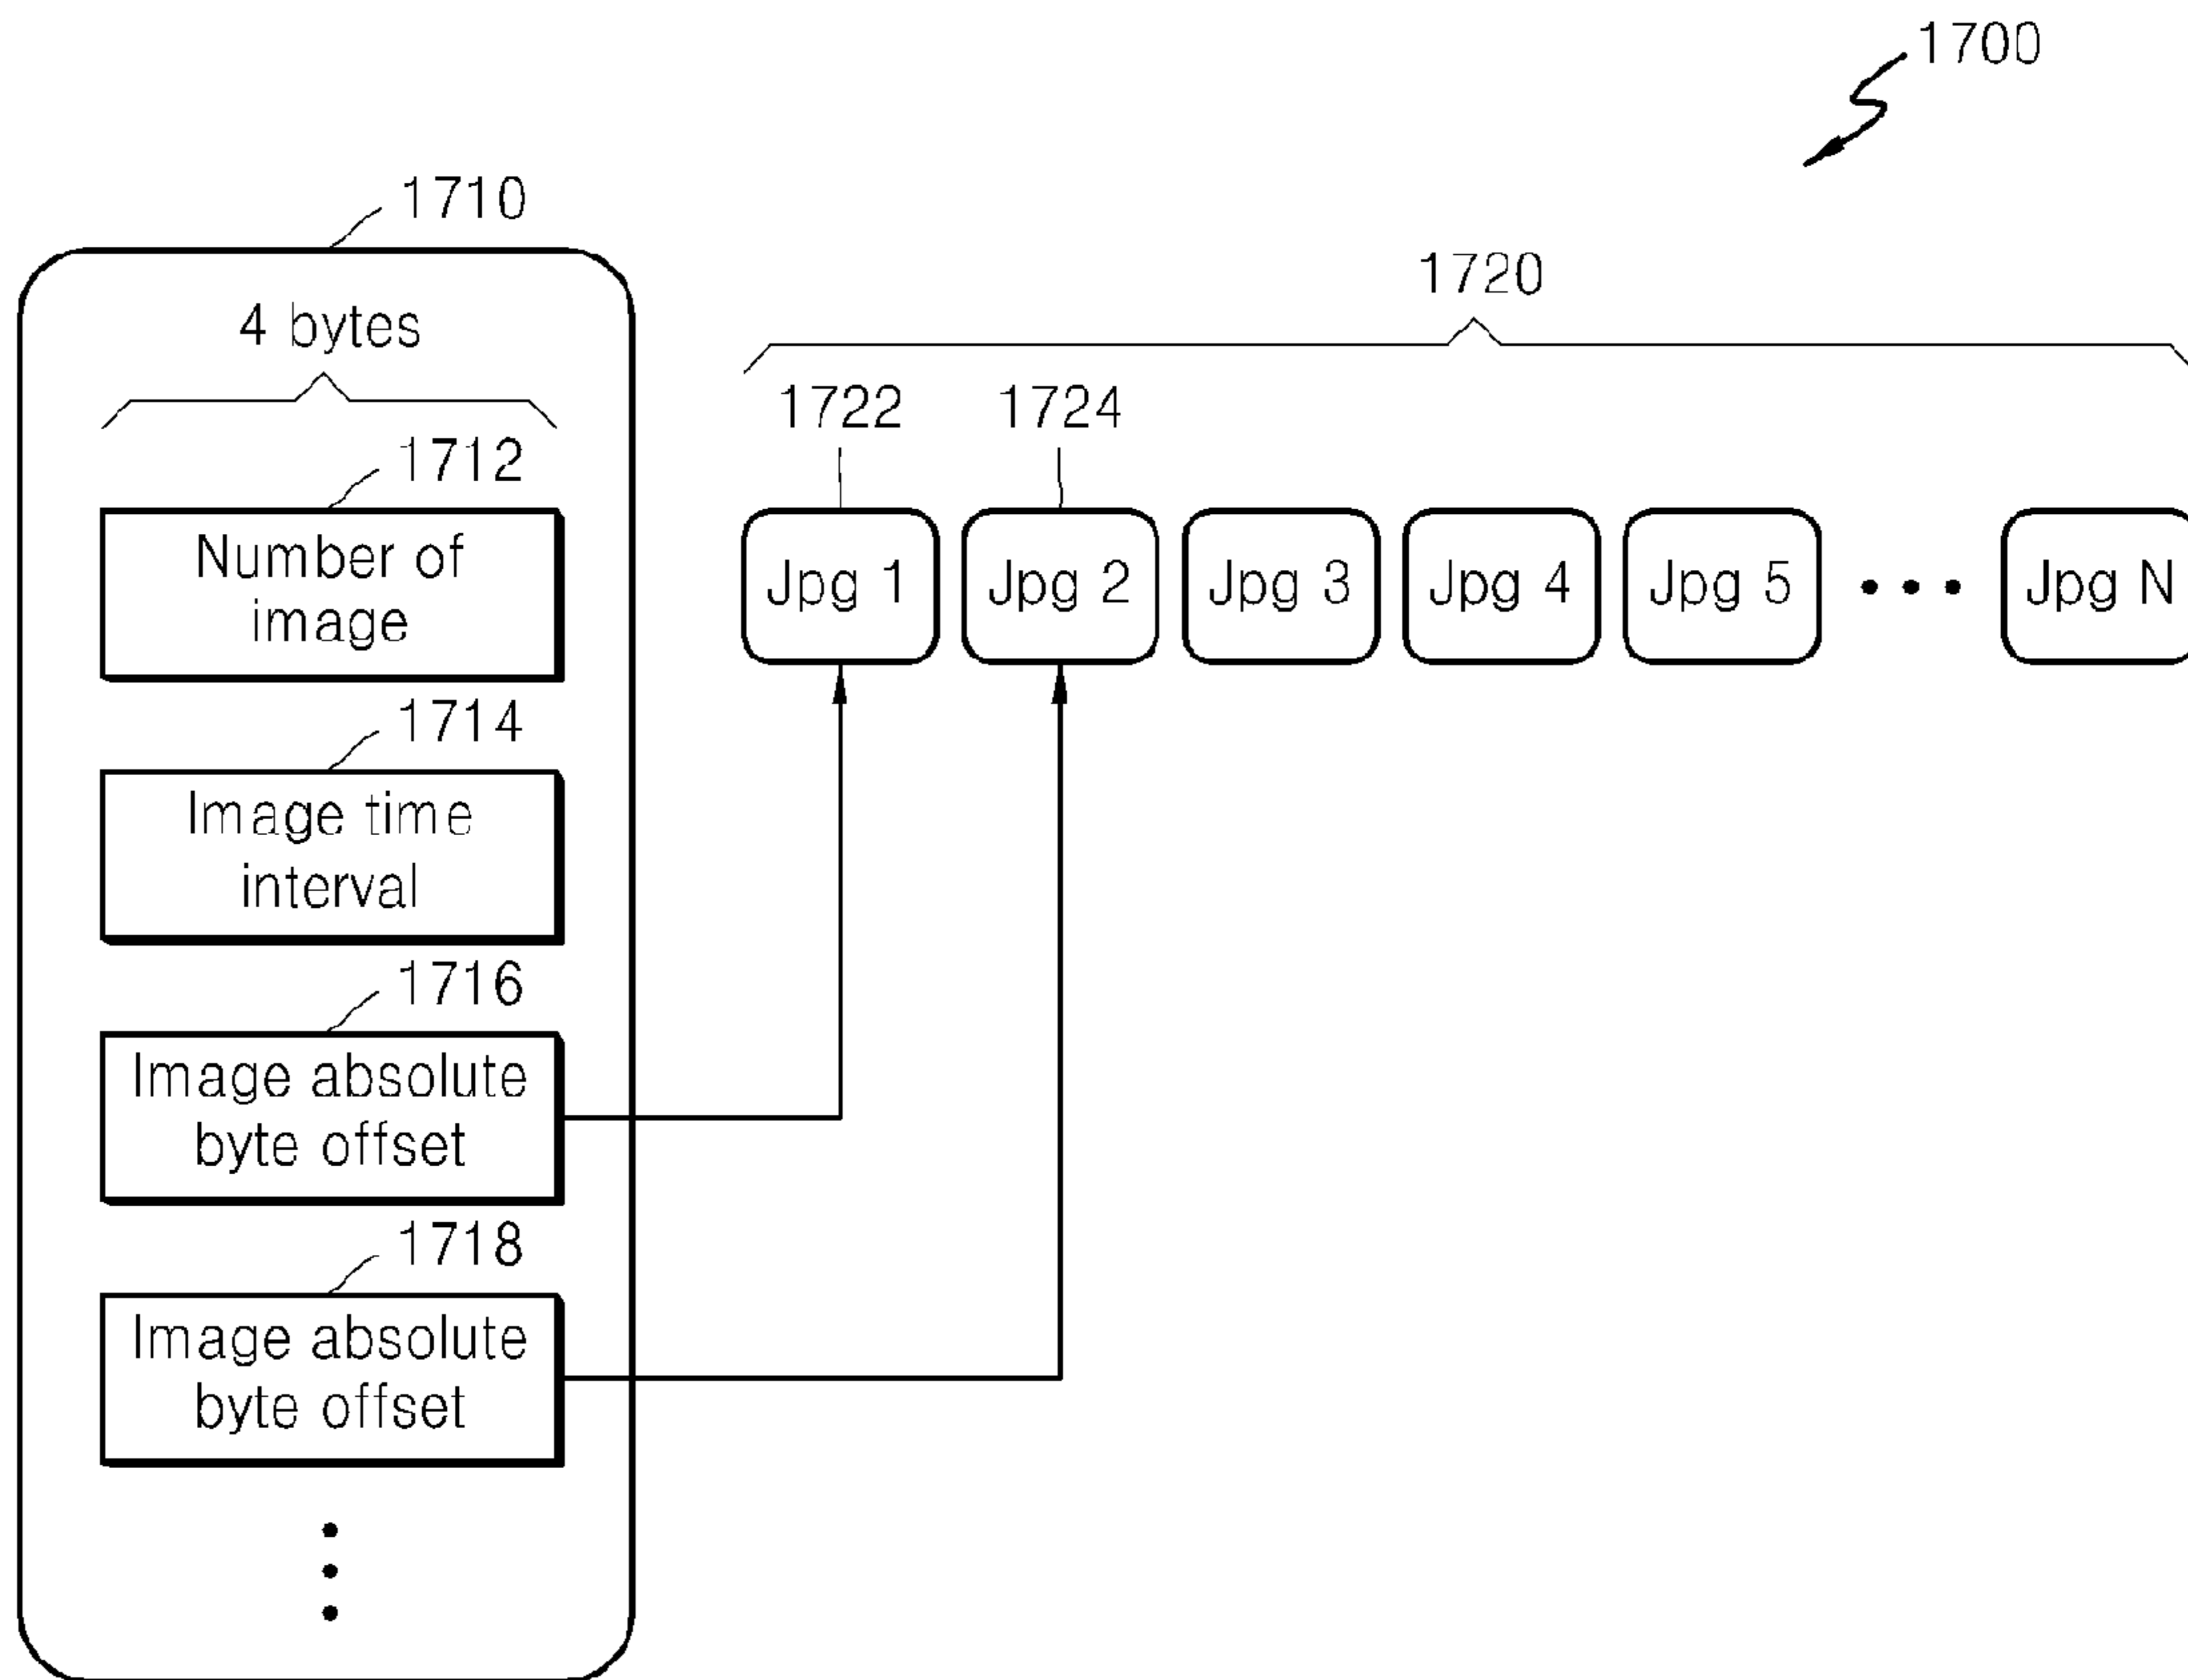 1700
1710
4 bytes
1712
Number of
image
1714
Image time
interval
1716
Image absolute
byte offset
1718
Image absolute
byte offset
1720
1722 1724
Jpg 1 Jpg 2 Jpg 3 Jpg 4 Jpg 5 ••• Jpg N